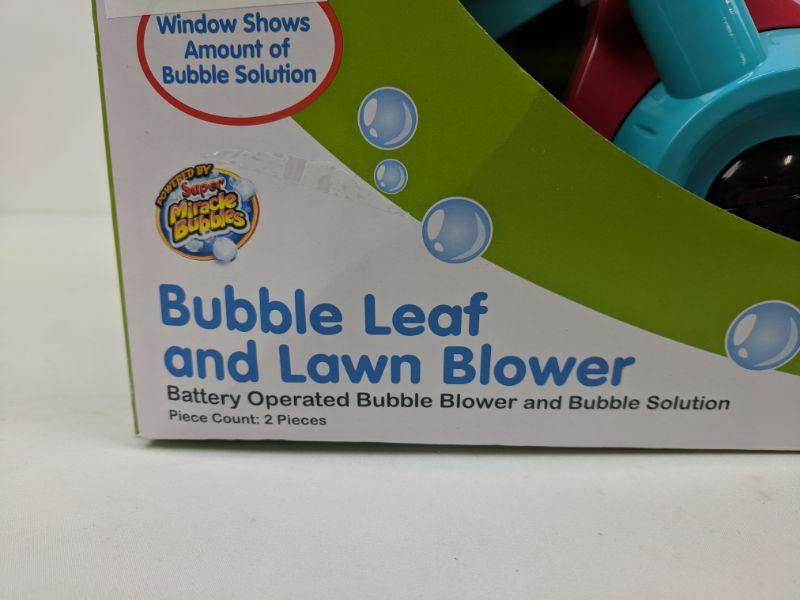 Window Shows
Amount of
Bubble Solution
POWERED BY
Super
Miracle
Bubbles
Bubble Leaf
and Lawn Blower
Battery Operated Bubble Blower and Bubble Solution
Piece Count: 2 Pieces